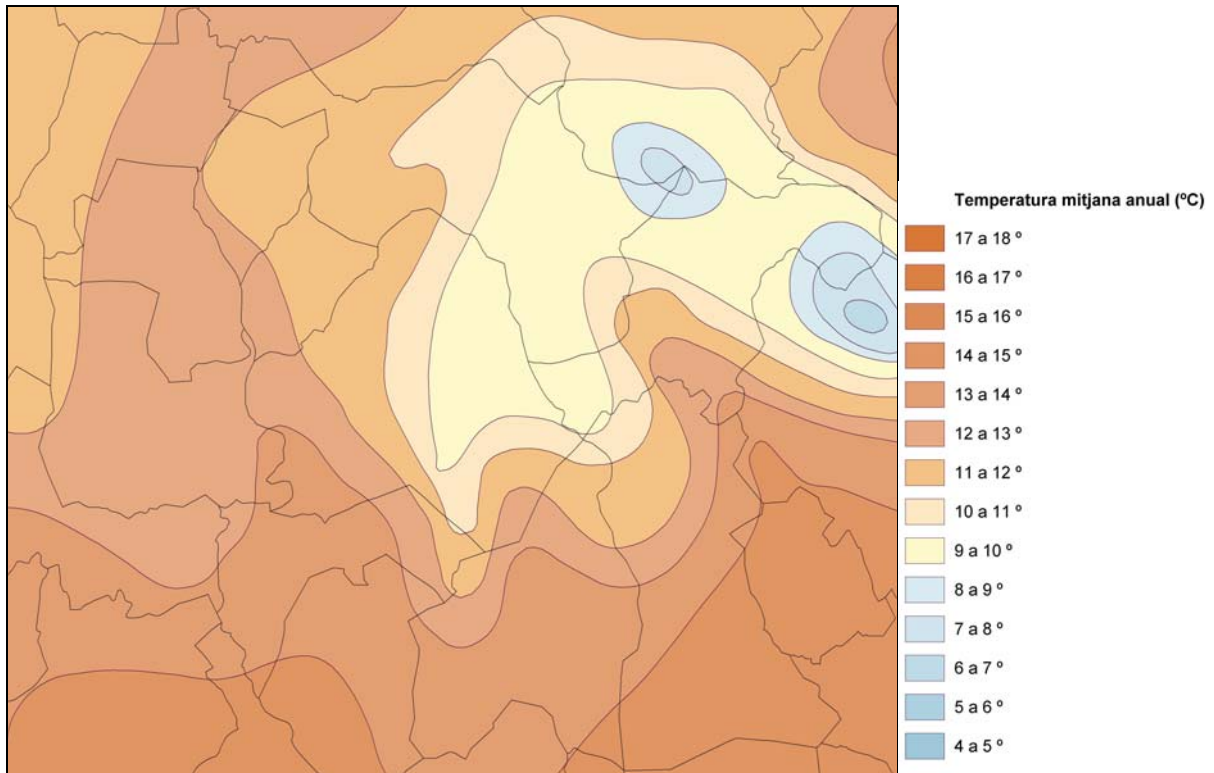 Temperatura mitjana anual (ºC)
17 a 18 º
16 a 17 º
15 a 16 º
14 a 15 º
13 a 14 º
12 a 13 º
11 a 12 º
10 a 11 º
9 a 10 º
8 a 9 º
7 a 8 º
6 a 7 º
5 a 6 º
4 a 5 º